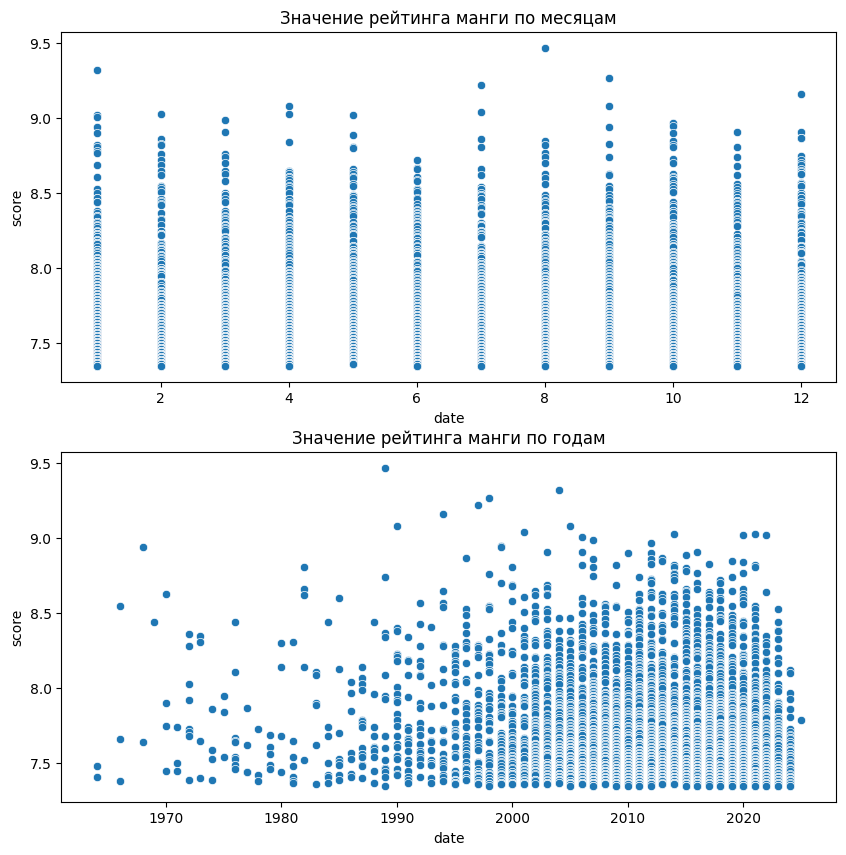 Значение рейтинга манги по месяцам
9.5
9.0
8.5
8.0
7.5
score
2 4 6 8 10 12
date
Значение рейтинга манги по годам
9.5
9.0
8.5
8.0
7.5
score
1970 1980 1990 2000 2010 2020
date